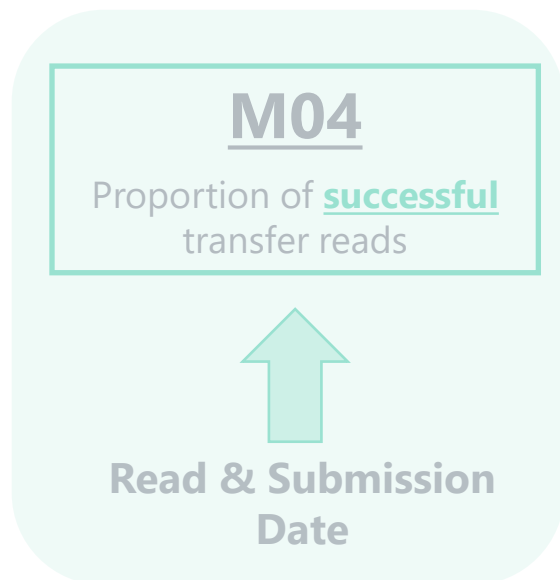 M04
Proportion of successful
transfer reads
Read & Submission
Date